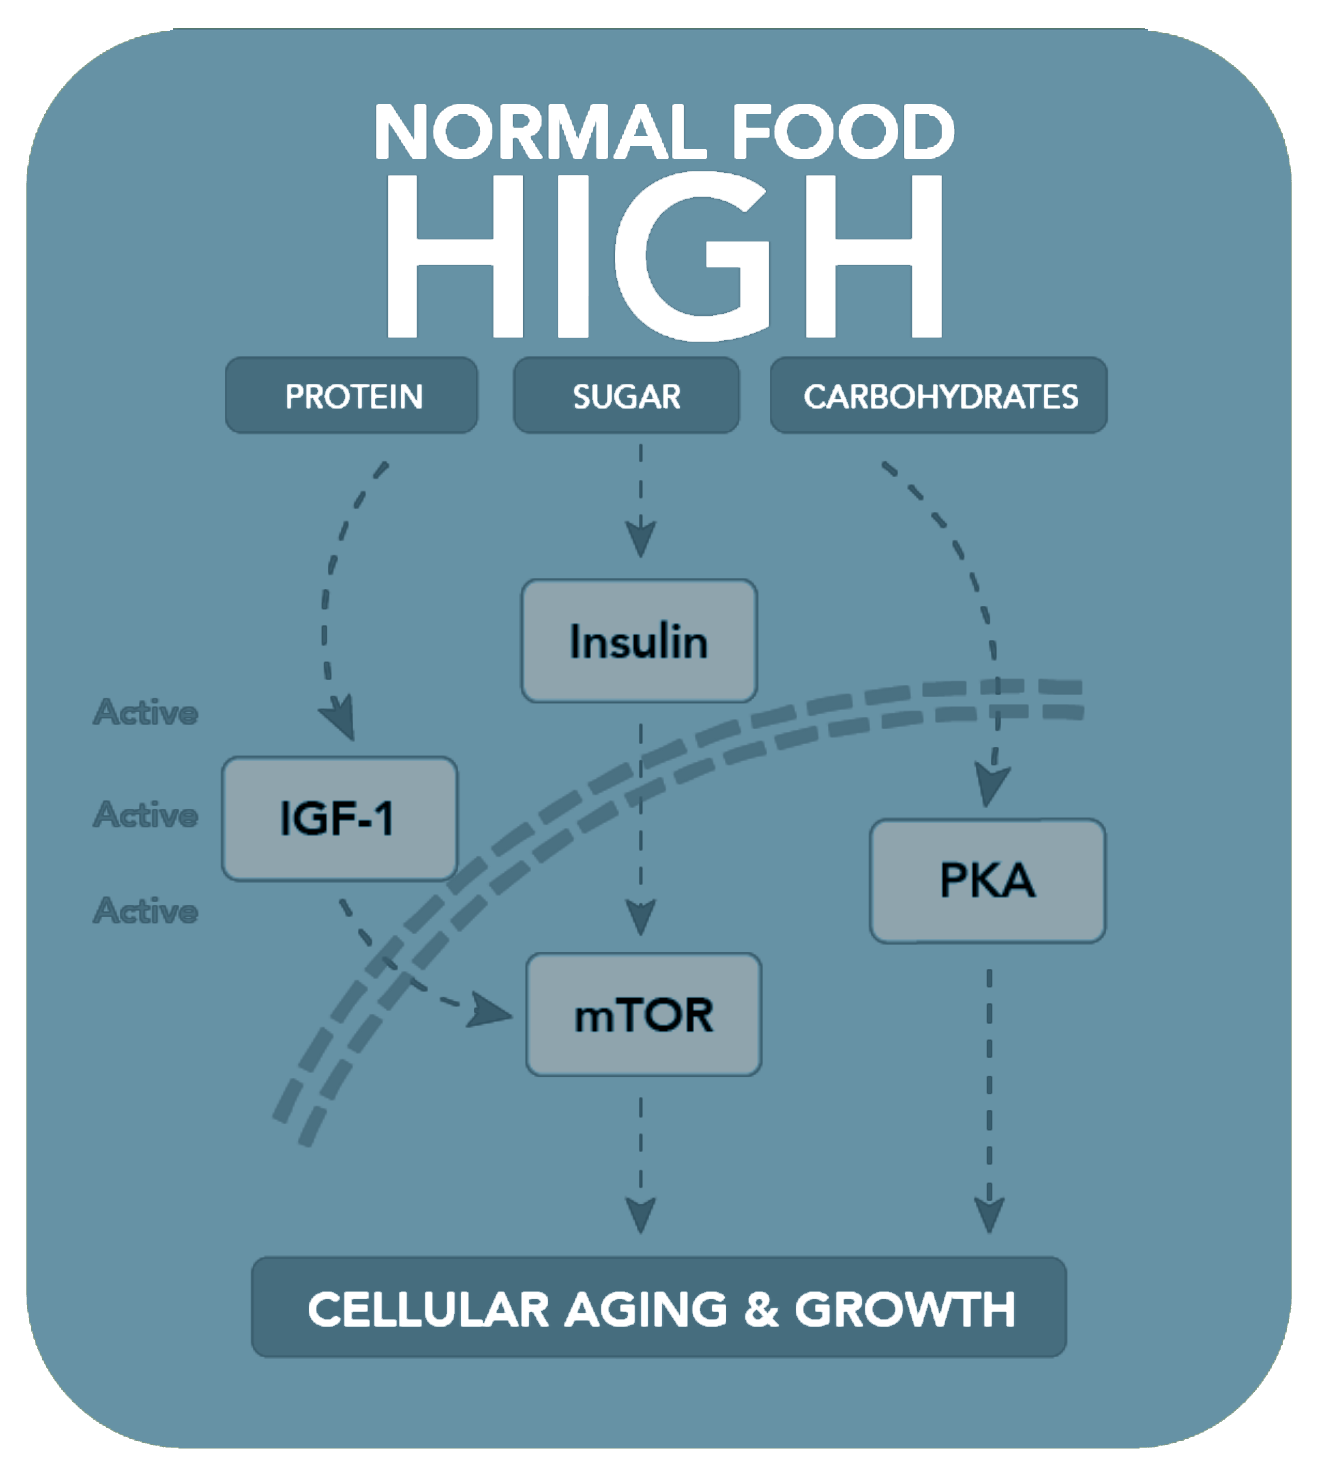 NORMAL FOOD
HIGH
PROTEIN
SUGAR
CARBOHYDRATES
Insulin
Active
IGF-1
Active
PKA
Active
mTOR
CELLULAR AGING & GROWTH